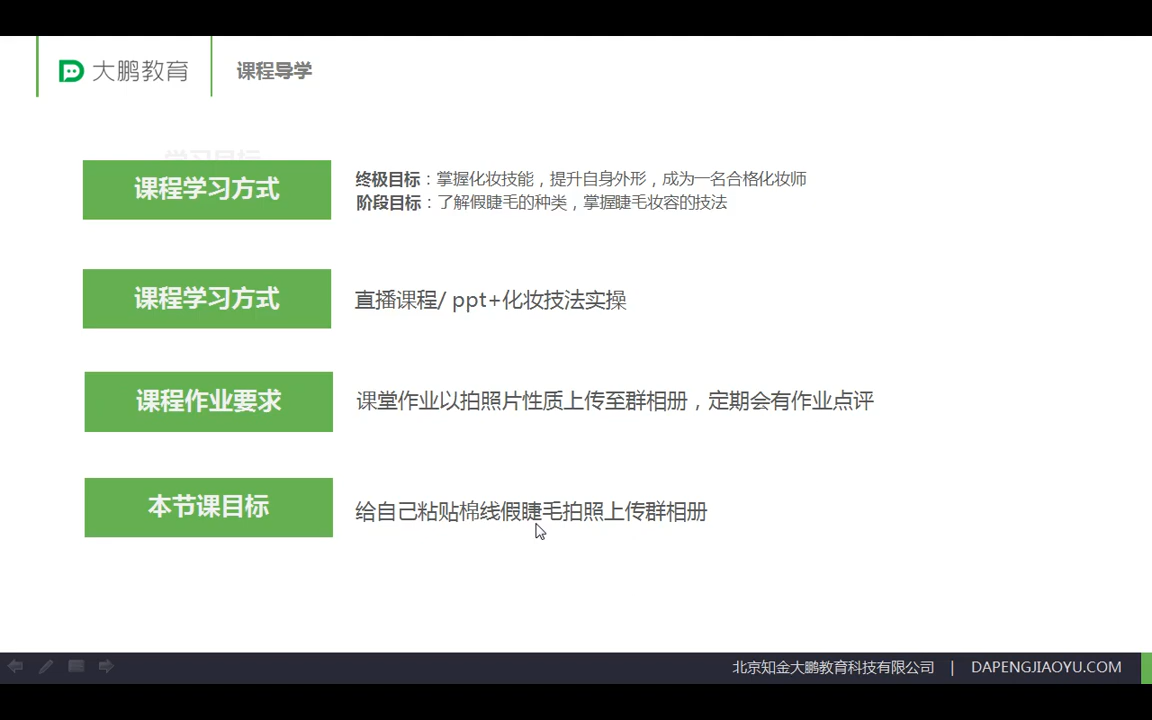 大鹏教育
课程导学
学习目标
课程学习方式
终极目标：掌握化妆技能，提升自身外形，成为一名合格化妆师
阶段目标：了解假睫毛的种类，掌握睫毛妆容的技法
课程学习方式
直播课程/ ppt+化妆技法实操
课程作业要求
课堂作业以拍照片性质上传至群相册，定期会有作业点评
本节课目标
给自己粘贴棉线假睫毛拍照上传群相册
北京知金大鹏教育科技有限公司 | DAPENGJIAOYU.COM